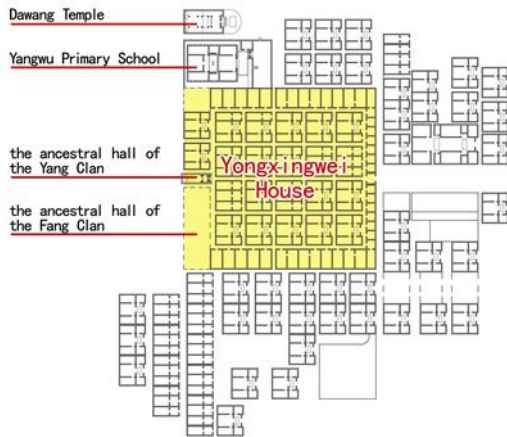 Dawang Temple
Yangwu Primary School
the ancestral hall of
the Yang Clan
the ancestral hall of
the Fang Clan
Yongxingwei
House